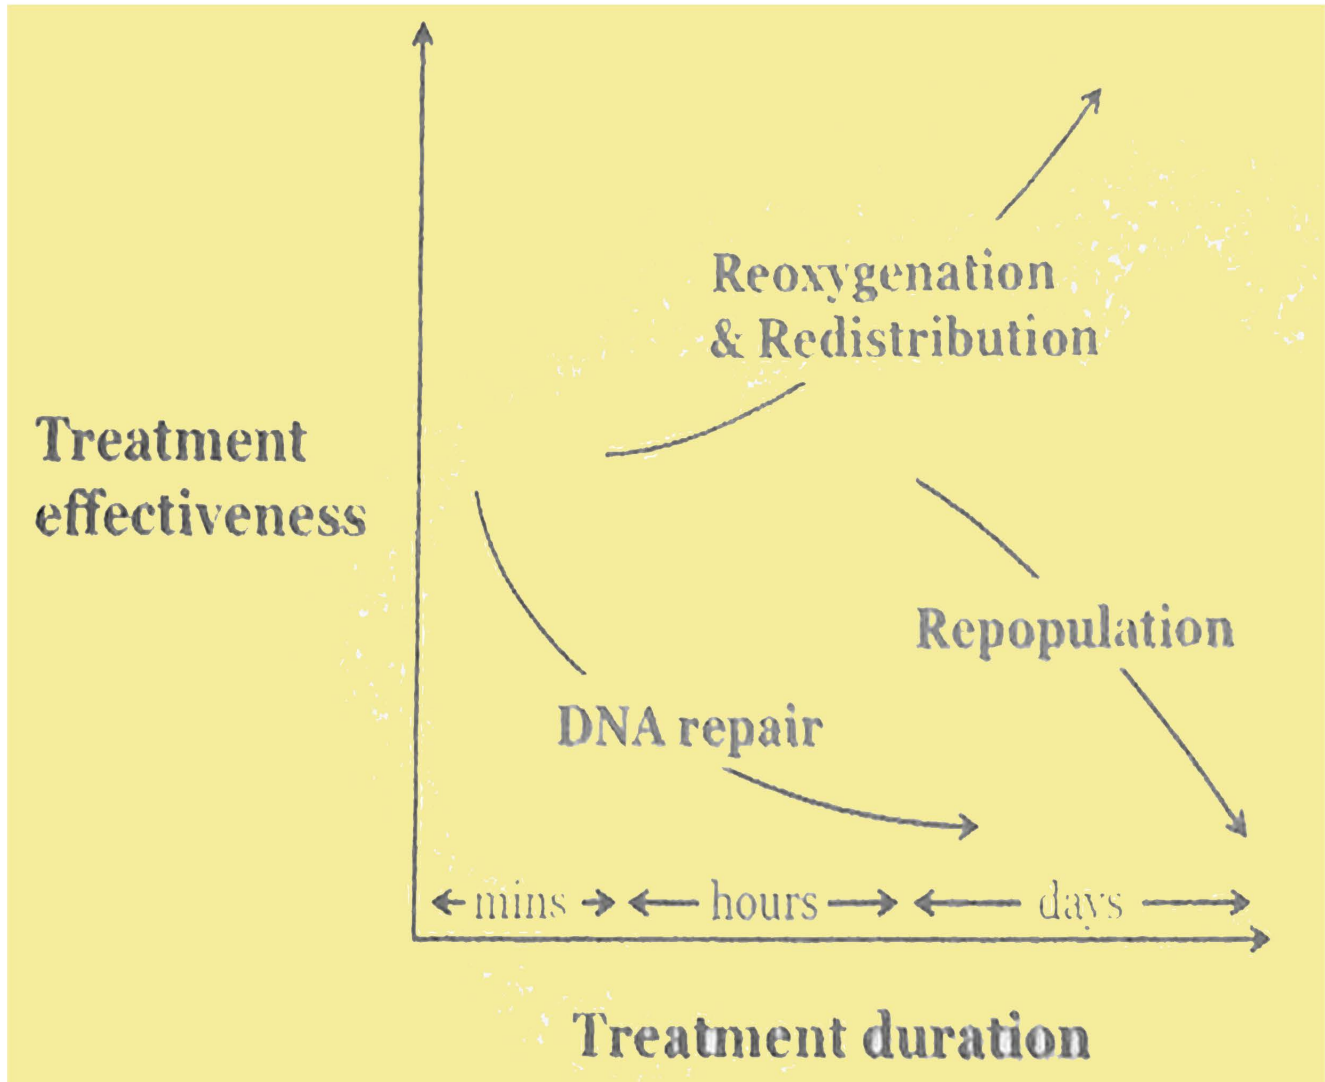 Reoxygenation
& Redistribution
Treatment
effectiveness
Repopulation
DNA repair
mins
hours
days
Treatment duration